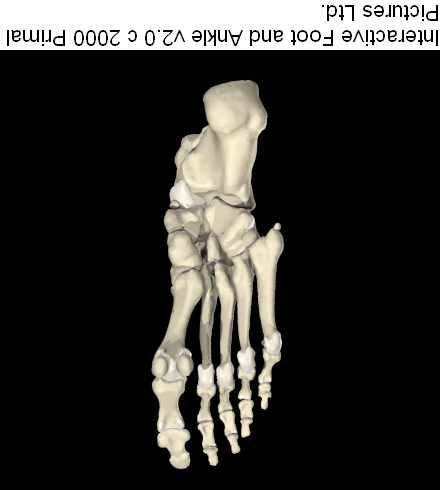 Interactive Foot and Ankle v2.0 c 2000 Primal
Pictures Ltd.